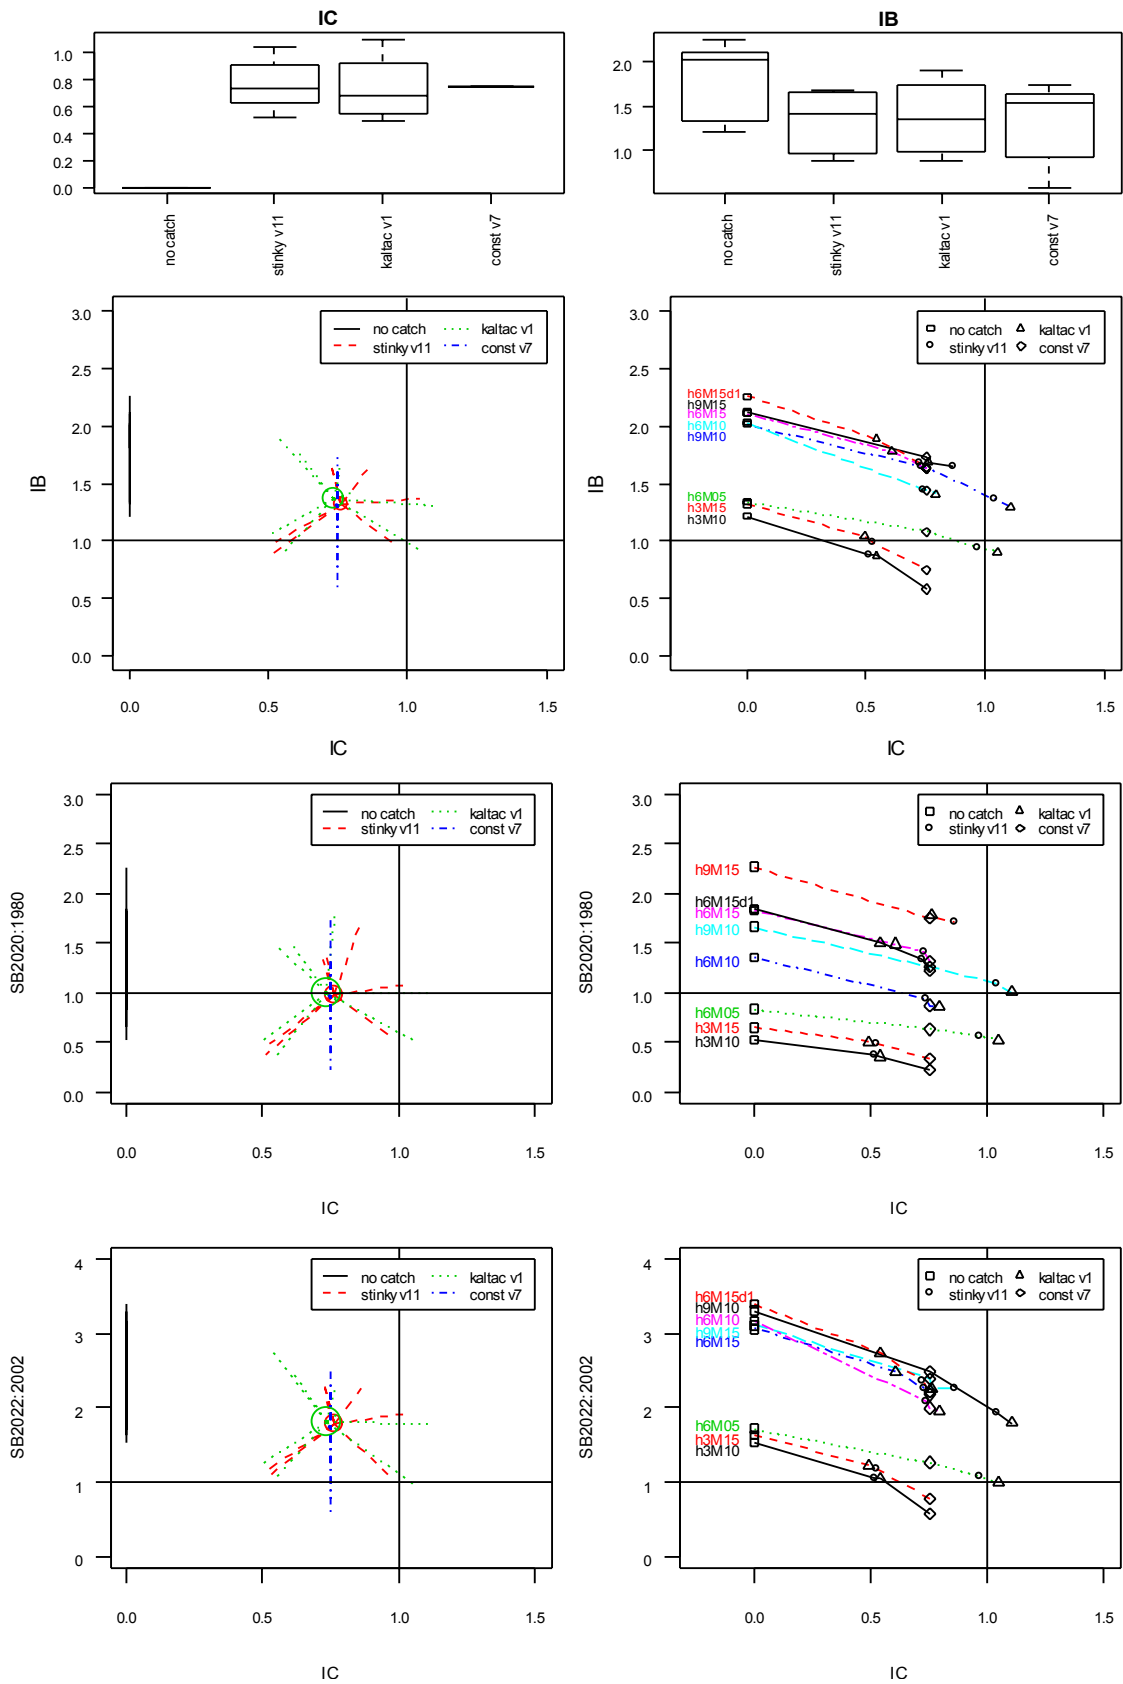 IC
IB
1.0
0.8
0.6
0.4
0.2
0.0
no catch
stinky v11
kaltac v1
const v7
2.0
1.5
1.0
no catch
stinky v11
kaltac v1
const v7
3.0
2.5
2.0
1.5
1.0
0.5
0.0
IB
no catch
kaltac v1
stinky v11
const v7
0.0
0.5
1.0
1.5
IC
3.0
2.5
2.0
1.5
1.0
0.5
0.0
IB
no catch
kaltac v1
stinky v11
const v7
h6M15d1
h9M15
h6M15
h6M10
h9M10
h6M05
h3M15
h3M10
0.0
0.5
1.0
1.5
IC
3.0
2.5
2.0
1.5
1.0
0.5
0.0
SB2020:1980
no catch
kaltac v1
stinky v11
const v7
0.0
0.5
1.0
1.5
IC
3.0
2.5
2.0
1.5
1.0
0.5
0.0
SB2020:1980
no catch
kaltac v1
stinky v11
const v7
h9M15
h6M15d1
h6M15
h9M10
h6M10
h6M05
h3M15
h3M10
0.0
0.5
1.0
1.5
IC
4
3
2
1
0
SB2022:2002
no catch
kaltac v1
stinky v11
const v7
0.0
0.5
1.0
1.5
IC
4
3
2
1
0
SB2022:2002
no catch
kaltac v1
stinky v11
const v7
h6M15d1
h9M10
h6M10
h9M15
h6M15
h6M05
h3M15
h3M10
0.0
0.5
1.0
1.5
IC